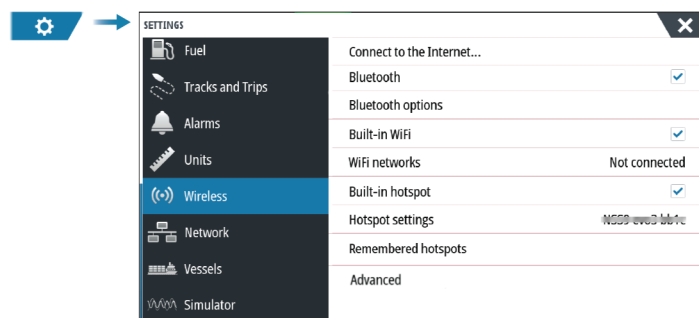 SETTINGS
Fuel
Tracks and Trips
Alarms
Units
Wireless
Network
Vessels
Simulator
Connect to the Internet...
Bluetooth
Bluetooth options
Built-in WiFi
WiFi networks Not connected
Built-in hotspot
Hotspot settings
Remembered hotspots
Advanced